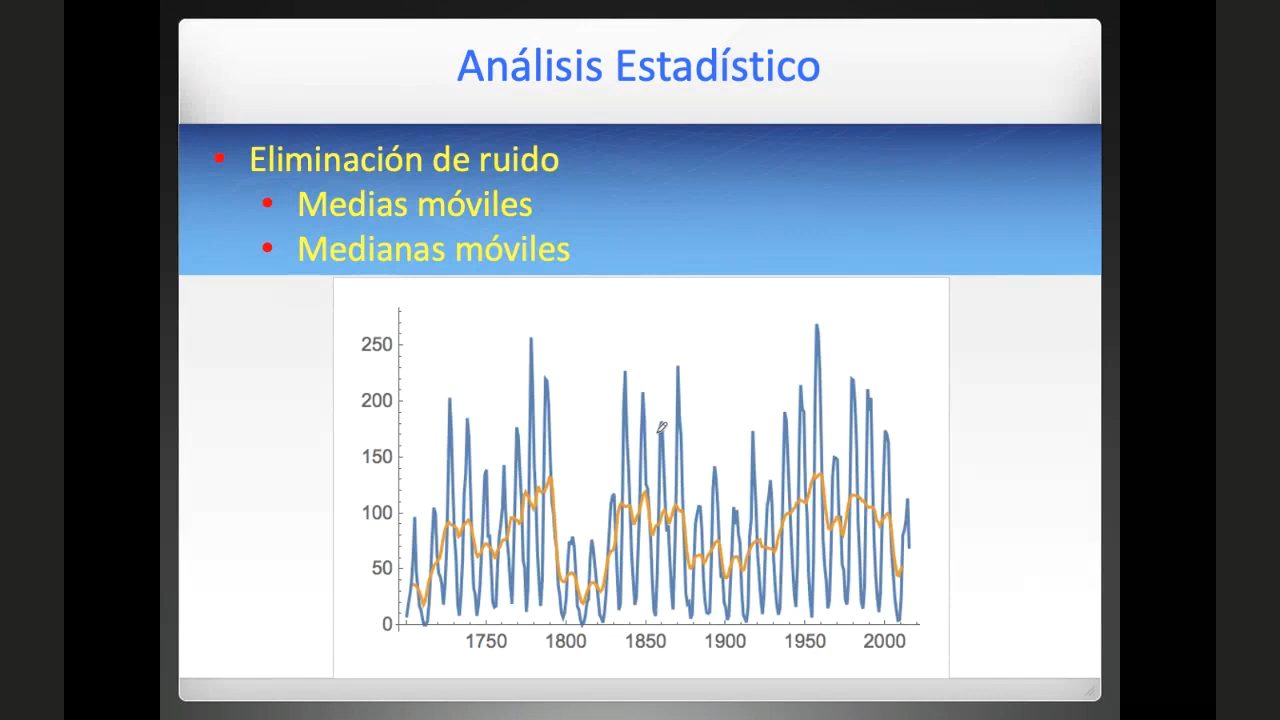 Análisis Estadístico
• Eliminación de ruido
• Medias móviles
• Medianas móviles
250
200
150
100
50
0
1750 1800 1850 1900 1950 2000